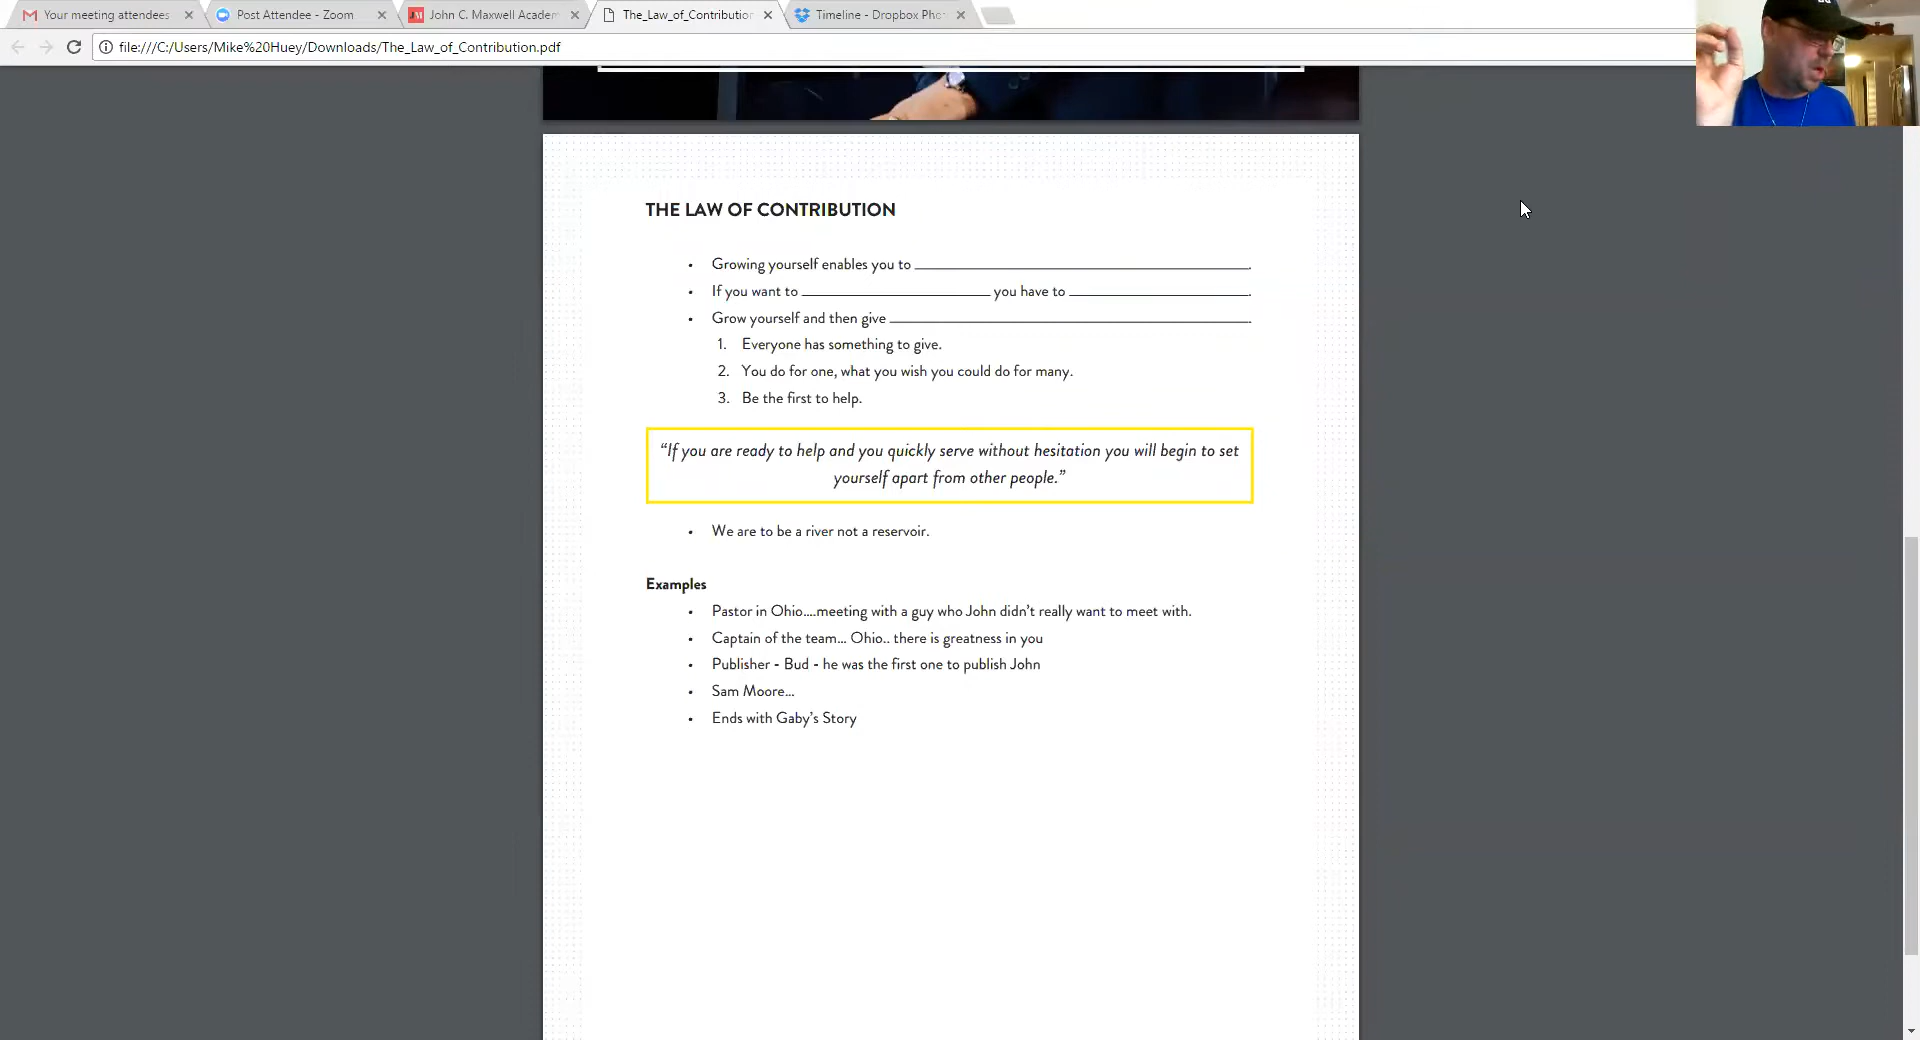 Your meeting attendees
Post Attendee - Zoom
JM John C. Maxwell Academ
The_Law_of_Contribution
Timeline - Dropbox Pho
file:///C:/Users/Mike%20Huey/Downloads/The_Law_of_Contribution.pdf
THE LAW OF CONTRIBUTION
• Growing yourself enables you to ______________________.
• If you want to ______________ you have to ______________.
• Grow yourself and then give ______________________.
1. Everyone has something to give.
2. You do for one, what you wish you could do for many.
3. Be the first to help.
“If you are ready to help and you quickly serve without hesitation you will begin to set
yourself apart from other people.”
• We are to be a river not a reservoir.
Examples
• Pastor in Ohio....meeting with a guy who John didn’t really want to meet with.
• Captain of the team... Ohio.. there is greatness in you
• Publisher - Bud - he was the first one to publish John
• Sam Moore...
• Ends with Gaby’s Story